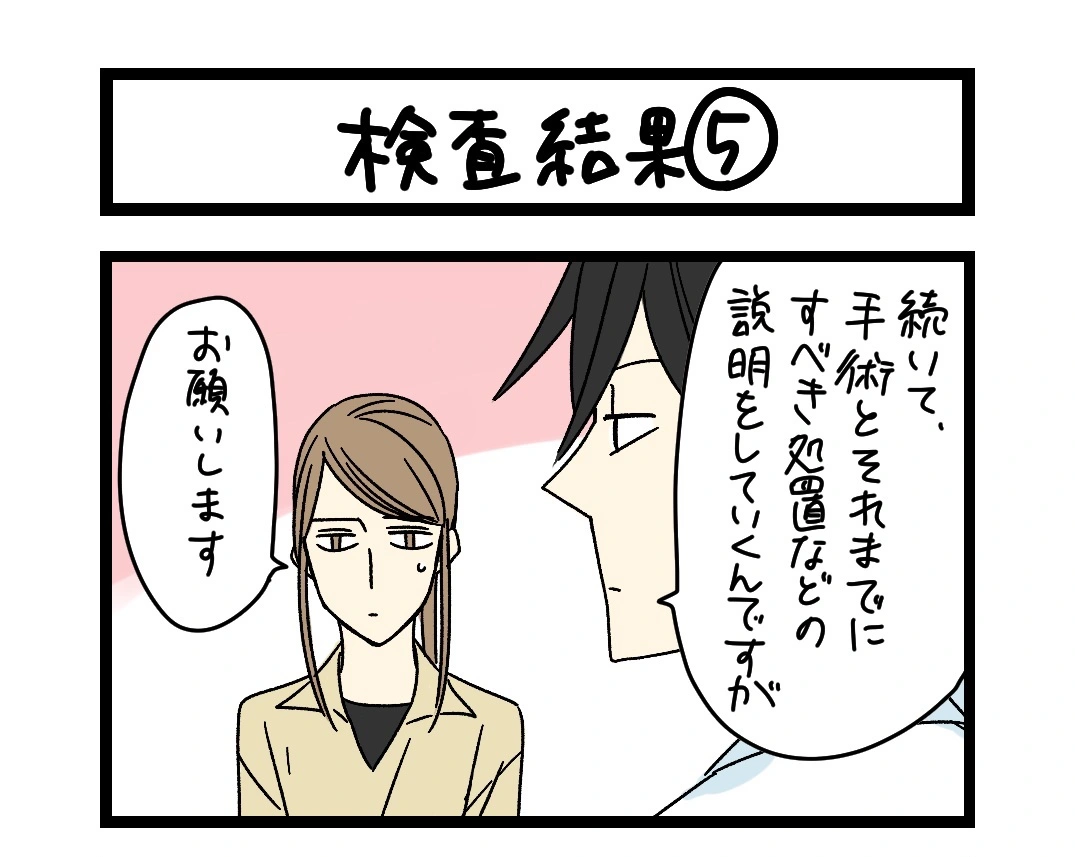 検査結果⑤
続いて、
手術とそれまでに
すべき処置などの
説明をしていくんですが
お願いします